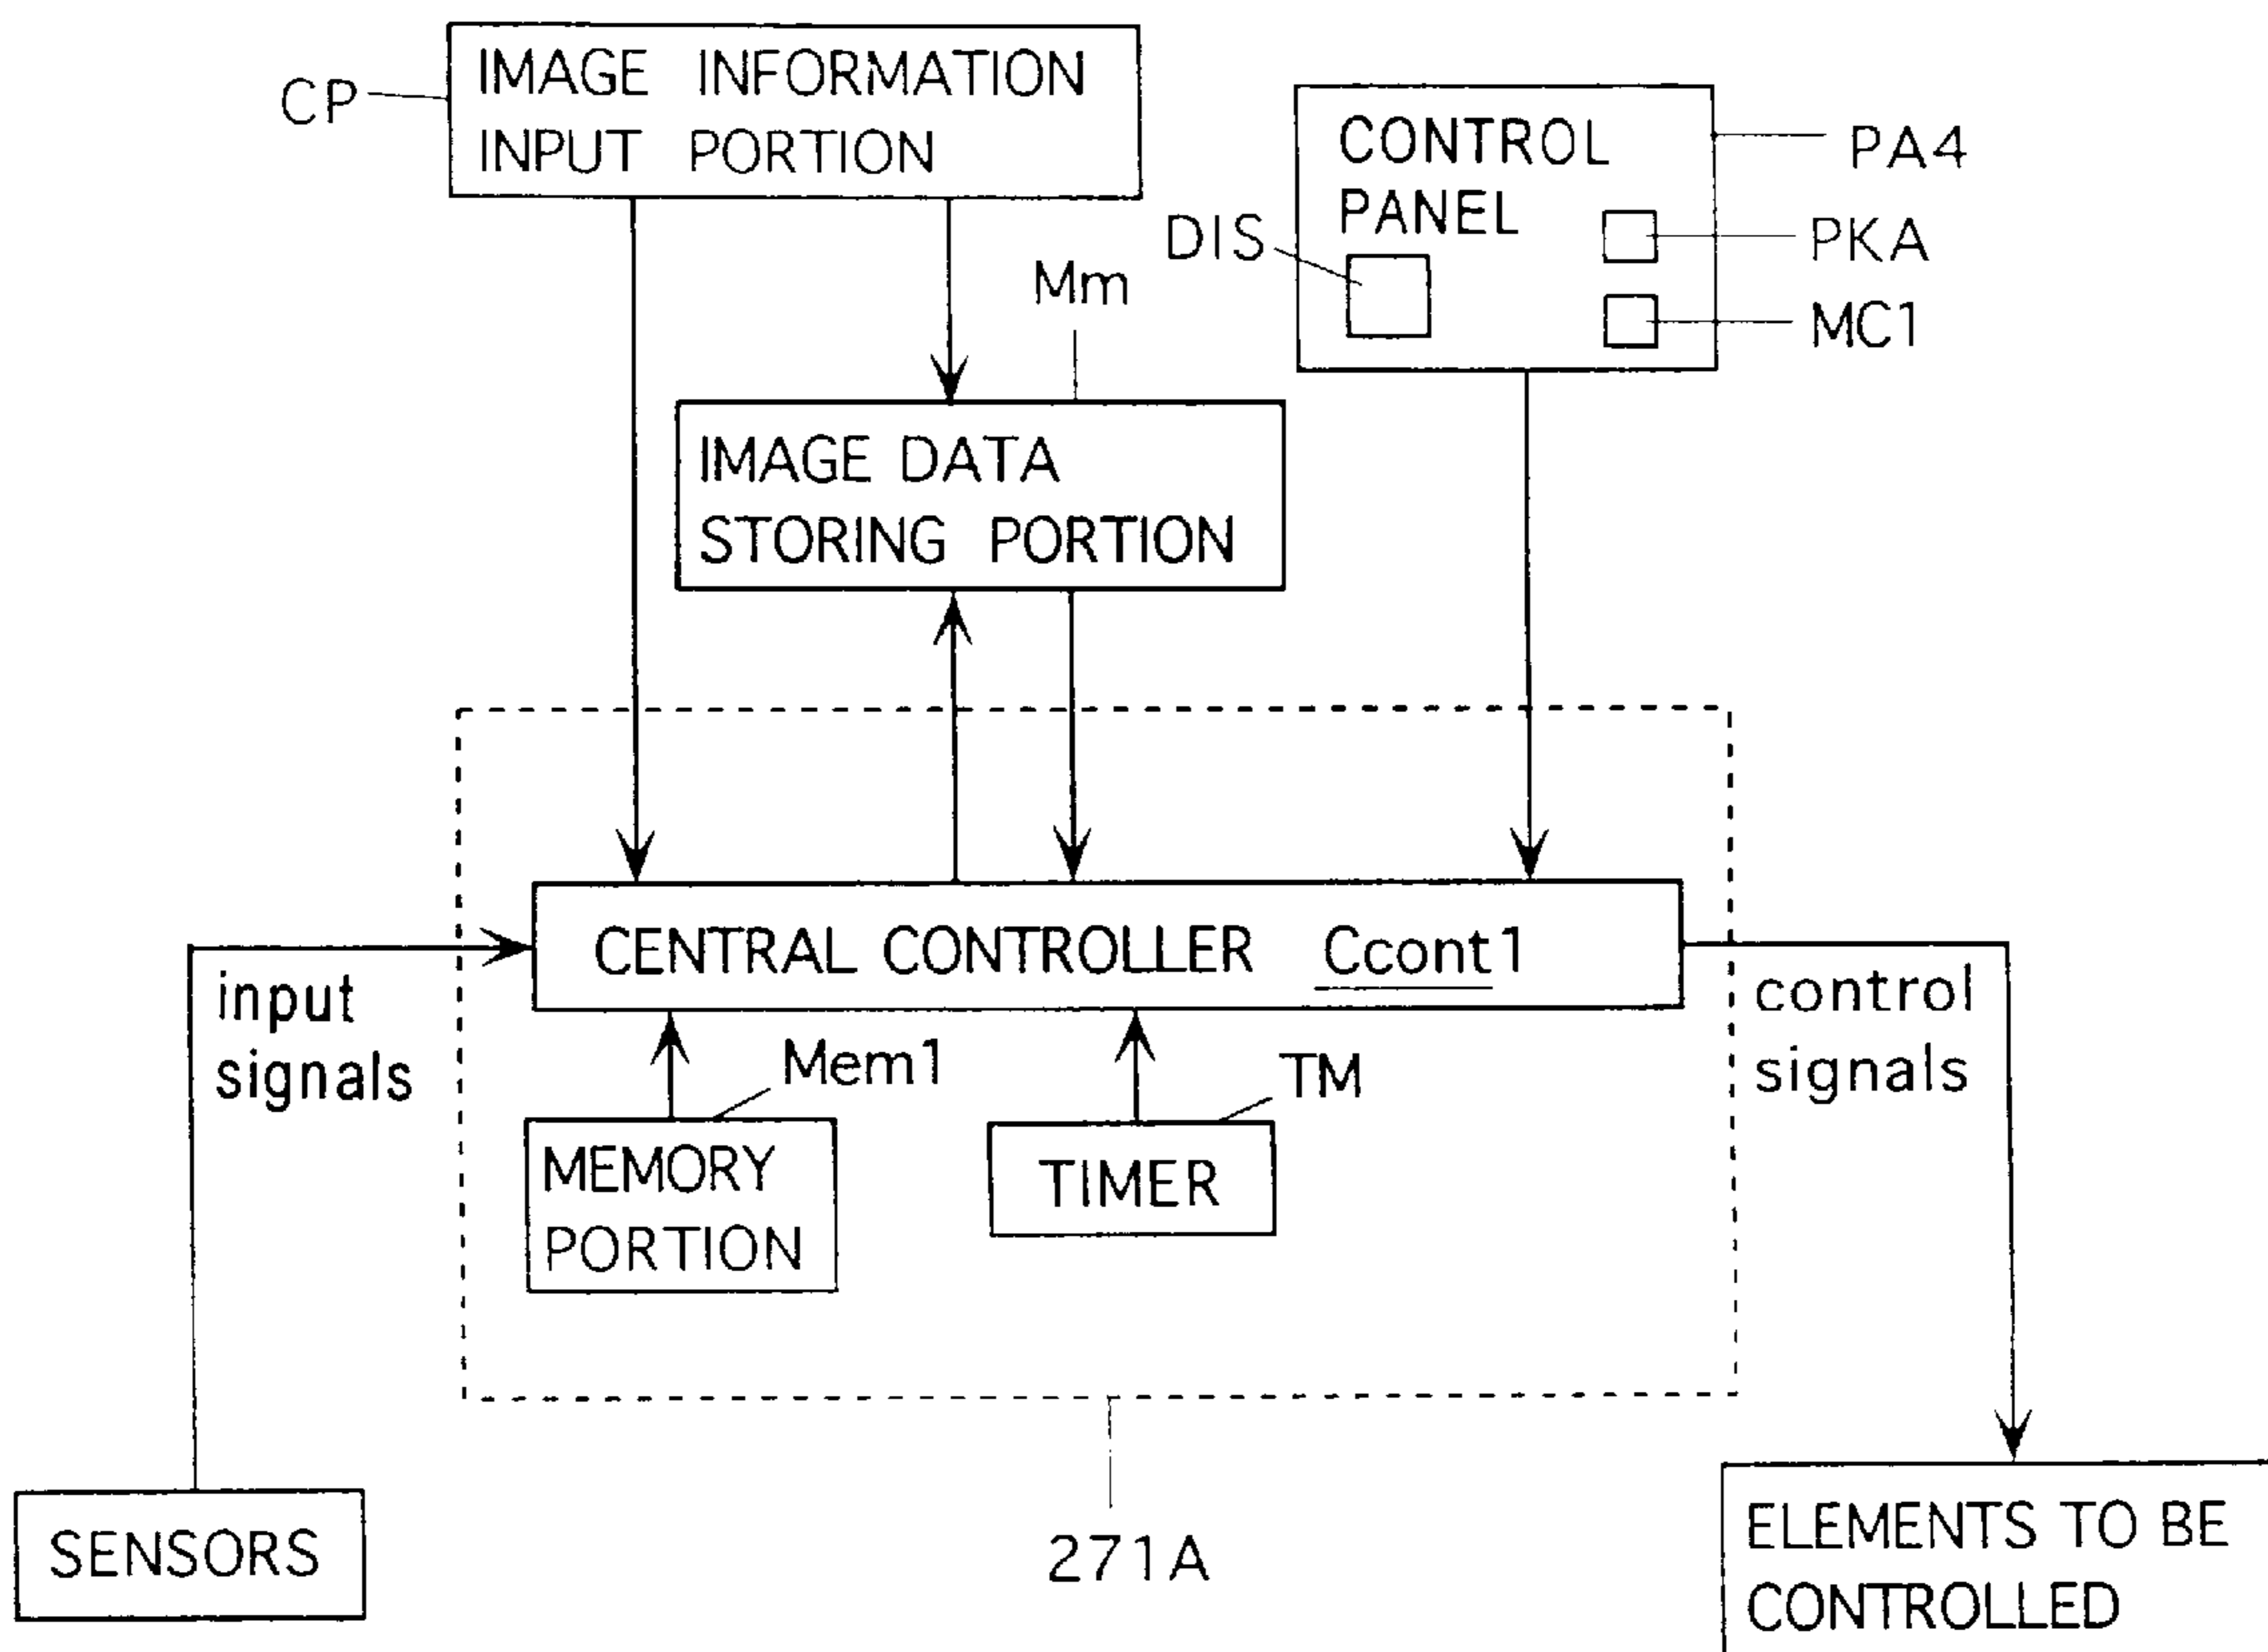 IMAGE INFORMATION
INPUT PORTION
CP
CONTROL
PANEL
PA4
PKA
DIS
MC1
Mm
IMAGE DATA
STORING PORTION
CENTRAL CONTROLLER Ccont1
input
signals
control
signals
Mem1
TM
MEMORY
PORTION
TIMER
271A
SENSORS
ELEMENTS TO BE
CONTROLLED